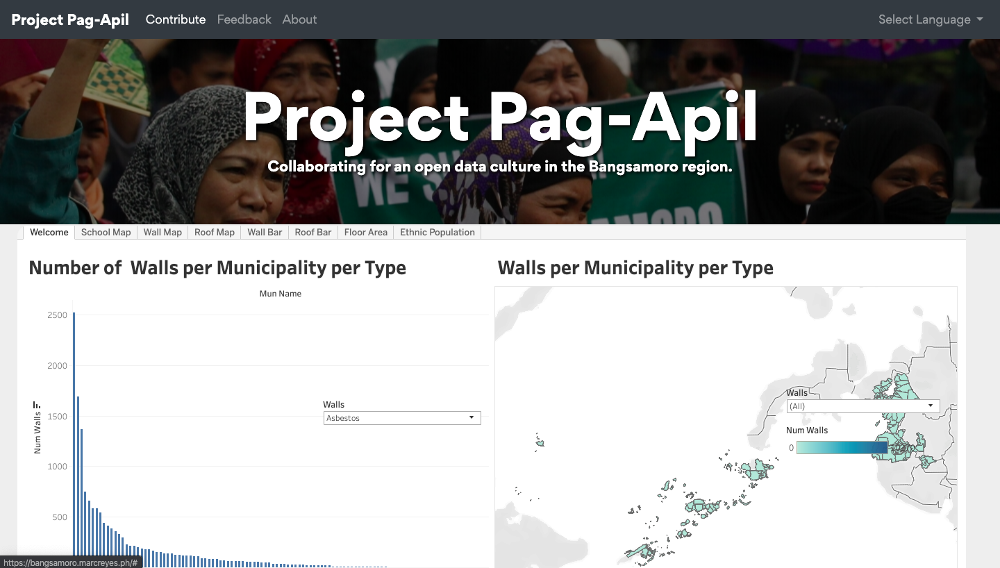 Project Pag-Apil Contribute Feedback About Select Language
WE S
AMORO
Project Pag-Apil
Collaborating for an open data culture in the Bangsamoro region.
Welcome School Map Wall Map Roof Map Wall Bar Roof Bar Floor Area Ethnic Population
Number of Walls per Municipality per Type
Mun Name
2500
2000
1500
1000
500
Num Walls
Walls
Asbestos
Walls per Municipality per Type
Walls
(All)
Num Walls
0
https://bangsamoro.marcreyes.ph/#